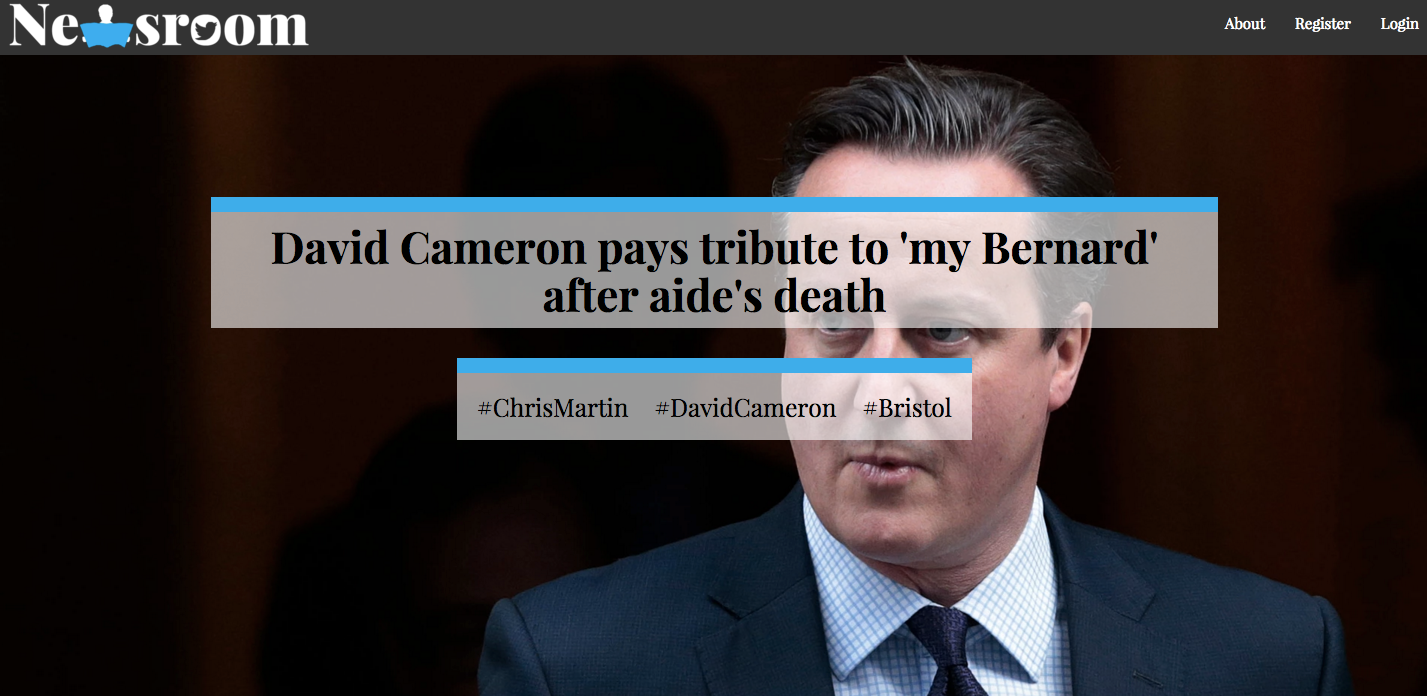 Newsroom
About Register Login
David Cameron pays tribute to 'my Bernard'
after aide's death
#ChrisMartin #DavidCameron #Bristol